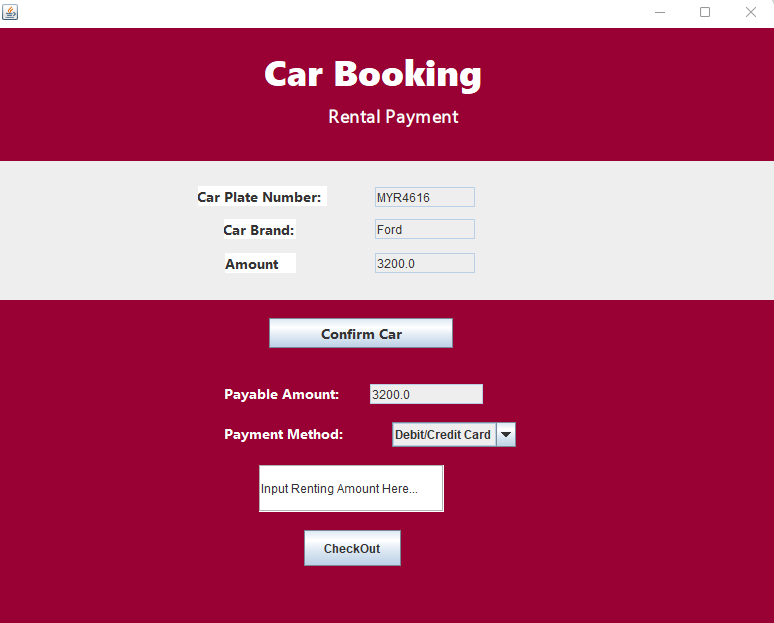 Car Booking
Rental Payment
Car Plate Number: MYR4616
Car Brand: Ford
Amount 3200.0
Confirm Car
Payable Amount: 3200.0
Payment Method: Debit/Credit Card
Input Renting Amount Here...
CheckOut